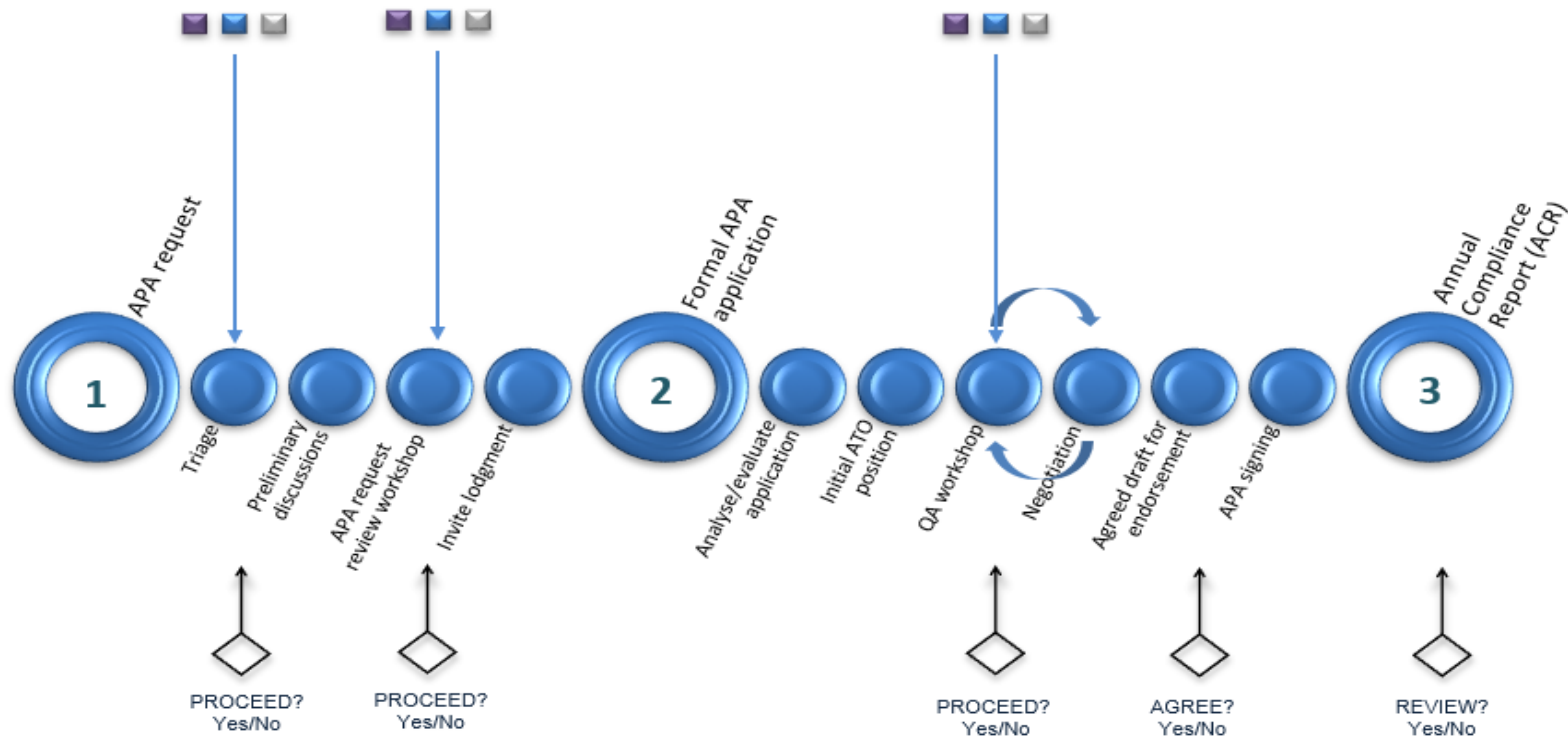 APA request
1
Triage
Preliminary
discussions
APA request
review workshop
Invite lodgment
Formal APA
application
2
Analyse/evaluate
application
Initial ATO
position
QA workshop
Negotiation
Agreed draft for
endorsement
APA signing
Annual
Compliance
Report (ACR)
3
PROCEED?
Yes/No
PROCEED?
Yes/No
PROCEED?
Yes/No
AGREE?
Yes/No
REVIEW?
Yes/No